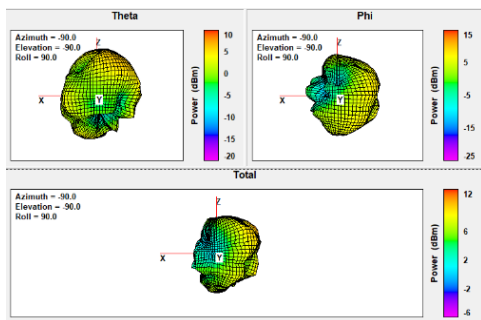 Theta
Azimuth = -90.0
Elevation = -90.0
Roll = 90.0
Z
X
Y
10
5
0
-5
-10
-15
-20
Power (dBm)
Phi
Azimuth = -90.0
Elevation = -90.0
Roll = 90.0
Z
X
Y
15
5
-5
-15
-25
Power (dBm)
Total
Azimuth = -90.0
Elevation = -90.0
Roll = 90.0
Z
X
Y
12
6
2
-2
-6
Power (dBm)